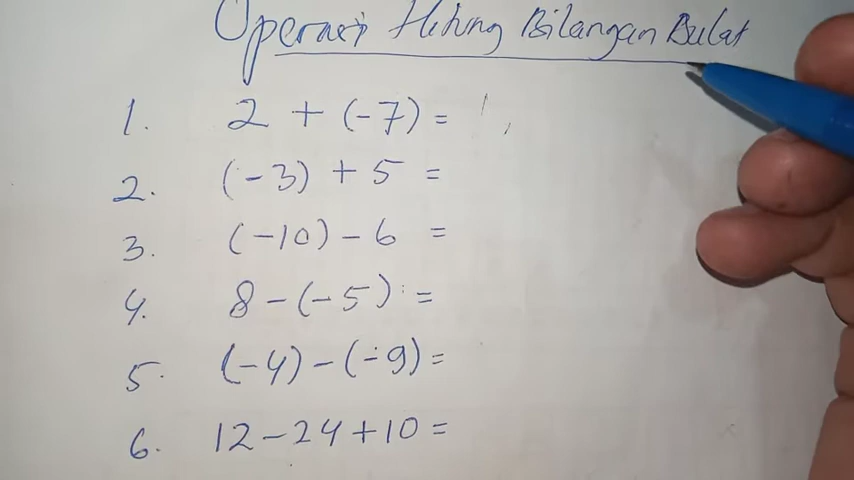 Operasi Hitung Bilangan Bulat
1. 2 + (-7) =
2. (-3) + 5 =
3. (-10) - 6 =
4. 8 - (-5) =
5. (-4) - (-9) =
6. 12 - 24 + 10 =